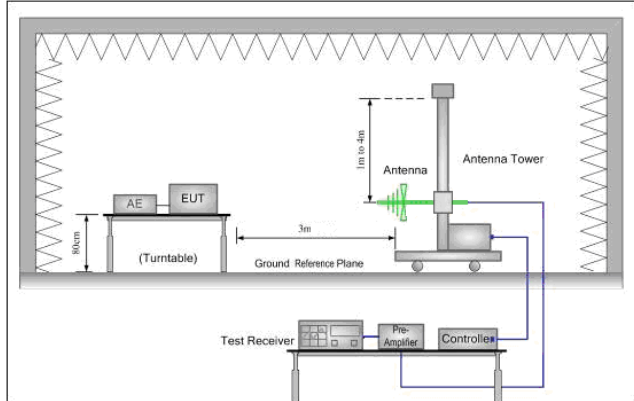 1m to 4m
Antenna
Antenna Tower
AE
EUT
80cm
(Turntable)
3m
Ground Reference Plane
Test Receiver
Pre-
Amplifier
Controller